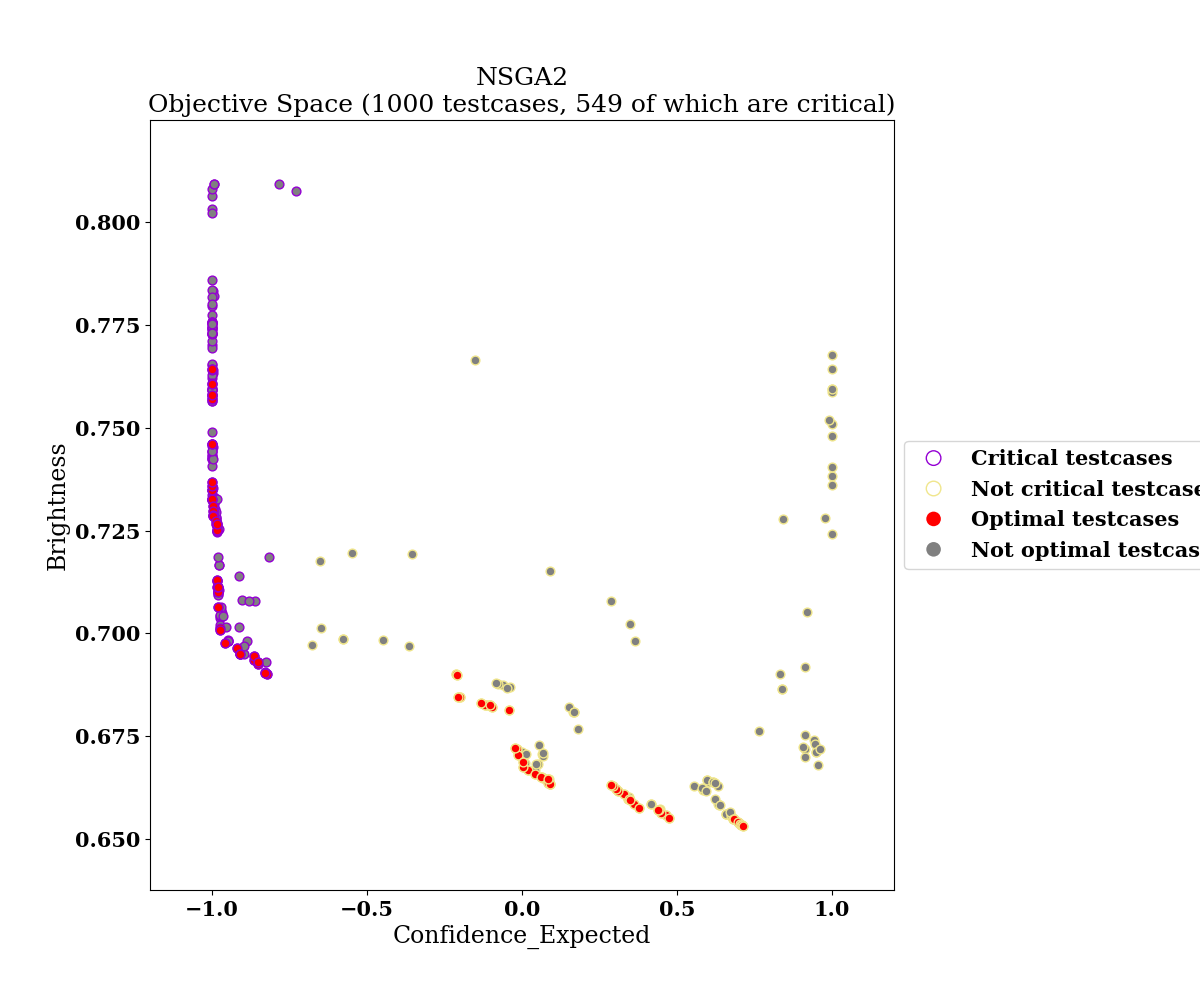 NSGA2
Objective Space (1000 testcases, 549 of which are critical)
0.800
0.775
0.750
0.725
0.700
0.675
0.650
Brightness
−1.0
−0.5
0.0
0.5
1.0
Confidence_Expected
Critical testcases
Not critical testcase
Optimal testcases
Not optimal testcas